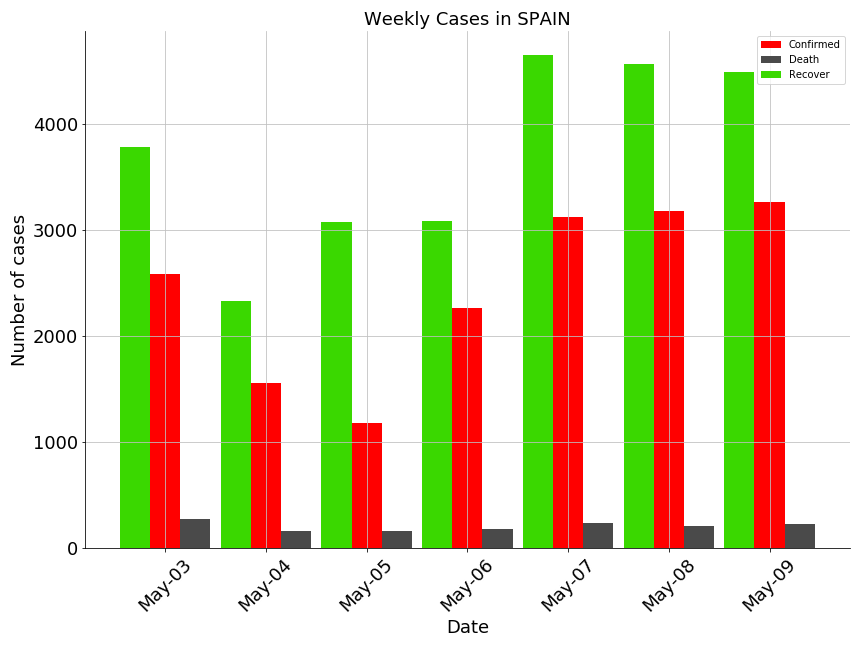 Weekly Cases in SPAIN
Confirmed
Death
Recover
Number of cases
4000
3000
2000
1000
0
May-03
May-04
May-05
May-06
May-07
May-08
May-09
Date